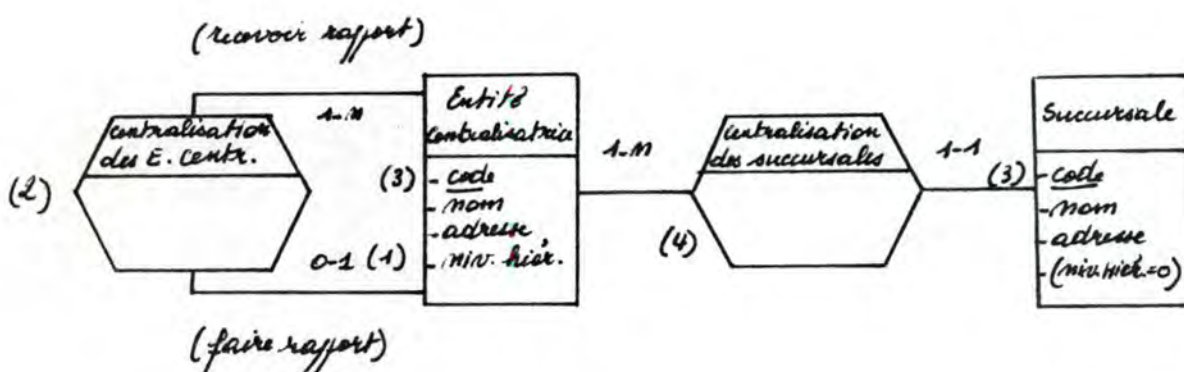 (recevoir rapport)
1-n
Entité
centralisatrice
- code
- nom
- adresse
- niv. hiér.
(3)
centralisation
des E. centr.
(2)
0-1 (1)
(faire rapport)
1-n
centralisation
des succursales
(4)
1-1
(3)
Succursale
- code
- nom
- adresse
- (niv. hiér. = 0)